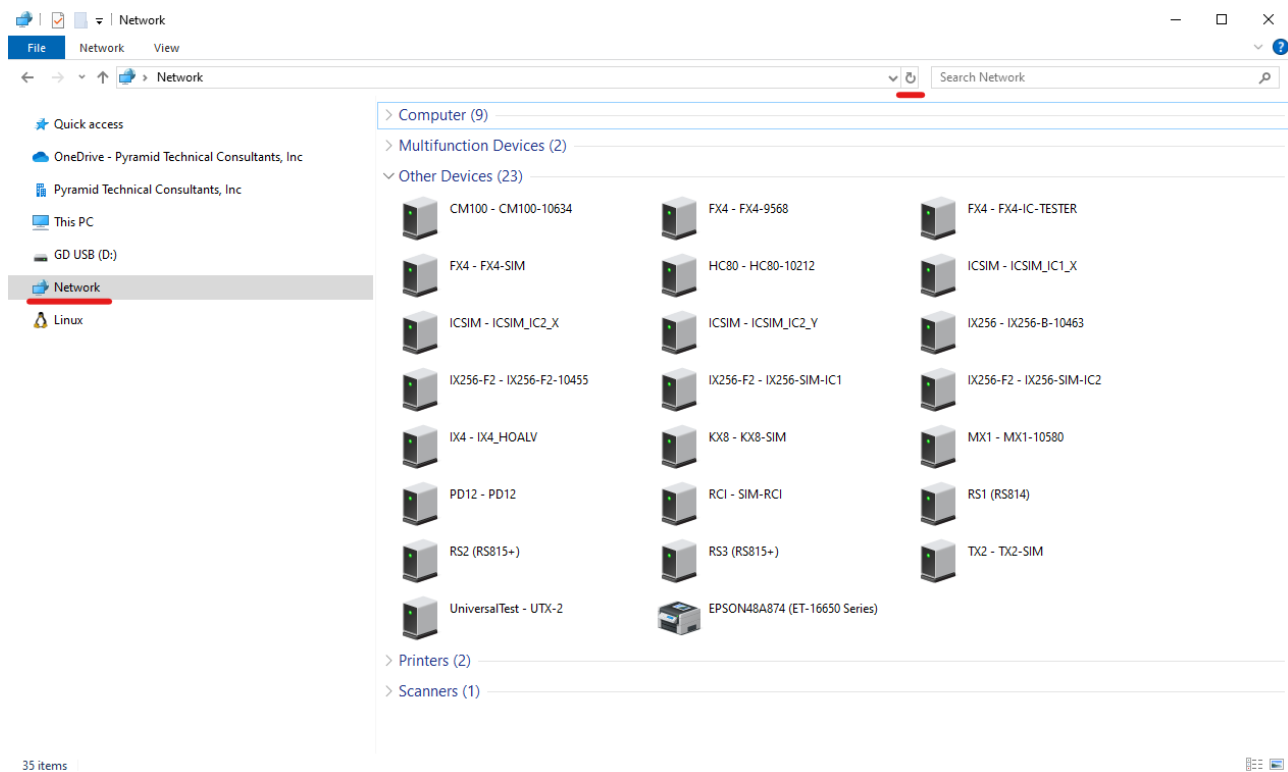 Network
File Network View
Network Search Network
Quick access
OneDrive - Pyramid Technical Consultants, Inc
Pyramid Technical Consultants, Inc
This PC
GD USB (D:)
Network
Linux
Computer (9)
Multifunction Devices (2)
Other Devices (23)
CM100 - CM100-10634 FX4 - FX4-9568 FX4 - FX4-IC-TESTER
FX4 - FX4-SIM HC80 - HC80-10212 ICSIM - ICSIM_IC1_X
ICSIM - ICSIM_IC2_X ICSIM - ICSIM_IC2_Y IX256 - IX256-B-10463
IX256-F2 - IX256-F2-10455 IX256-F2 - IX256-SIM-IC1 IX256-F2 - IX256-SIM-IC2
IX4 - IX4_HOALV KX8 - KX8-SIM MX1 - MX1-10580
PD12 - PD12 RCI - SIM-RCI RS1 (RS814)
RS2 (RS815+) RS3 (RS815+) TX2 - TX2-SIM
UniversalTest - UTX-2 EPSON48A874 (ET-16650 Series)
Printers (2)
Scanners (1)
35 items